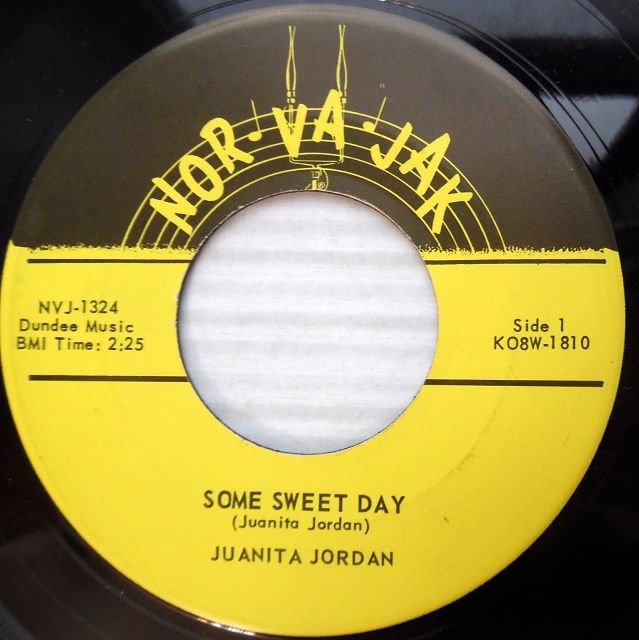 NOR·VA·JAK
NVJ-1324
Dundee Music
BMI Time: 2:25
Side 1
KO8W-1810
SOME SWEET DAY
(Juanita Jordan)
JUANITA JORDAN